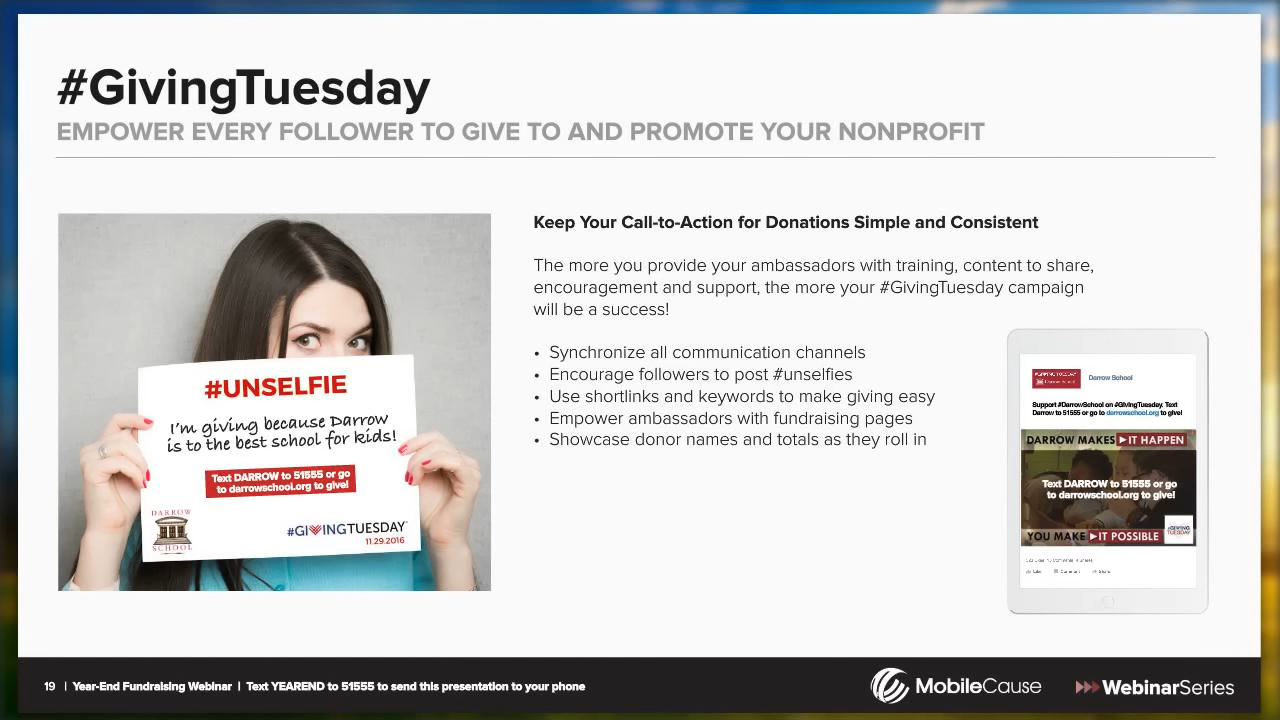 #GivingTuesday
EMPOWER EVERY FOLLOWER TO GIVE TO AND PROMOTE YOUR NONPROFIT
#UNSELFIE
I'm giving because Darrow
is to the best school for kids!
Text DARROW to 51555 or go
to darrowschool.org to give!
DARROW
SCHOOL
#GIVINGTUESDAY
11.29.2016
Keep Your Call-to-Action for Donations Simple and Consistent
The more you provide your ambassadors with training, content to share,
encouragement and support, the more your #GivingTuesday campaign
will be a success!
• Synchronize all communication channels
• Encourage followers to post #unselfies
• Use shortlinks and keywords to make giving easy
• Empower ambassadors with fundraising pages
• Showcase donor names and totals as they roll in
#GIVINGTUESDAY
Darrow School
Darrow School
Support #DarrowSchool on #GivingTuesday. Text
Darrow to 51555 or go to darrowschool.org to give!
DARROW MAKES IT HAPPEN
Text DARROW to 51555 or go
to darrowschool.org to give!
#GIVING
TUESDAY
YOU MAKE IT POSSIBLE
Like Comment Share
19 | Year-End Fundraising Webinar | Text YEAREND to 51555 to send this presentation to your phone
MobileCause
WebinarSeries